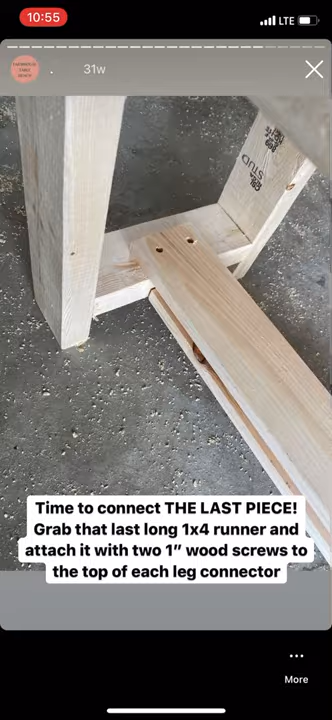 10:55
LTE
. 31w
STUD
Time to connect THE LAST PIECE!
Grab that last long 1x4 runner and
attach it with two 1” wood screws to
the top of each leg connector
More